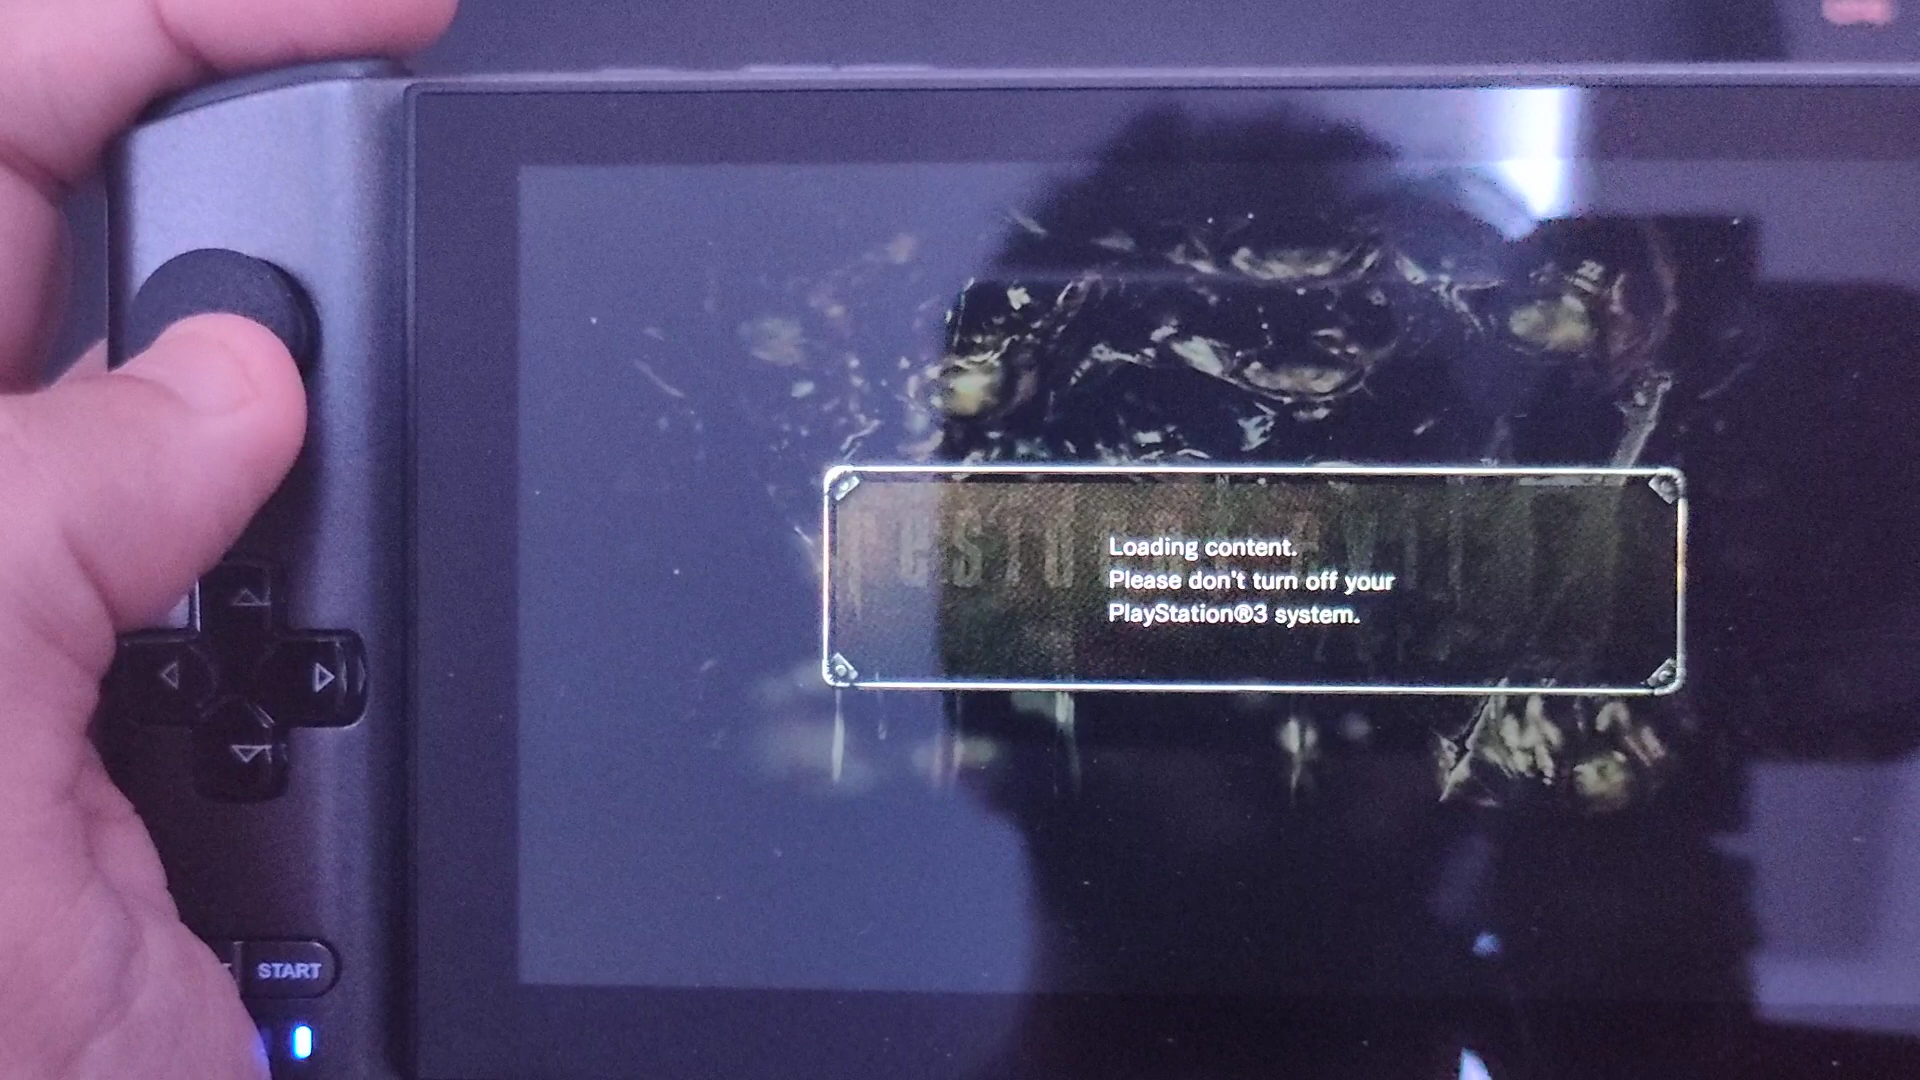 Loading content.
Please don't turn off your
PlayStation®3 system.
START